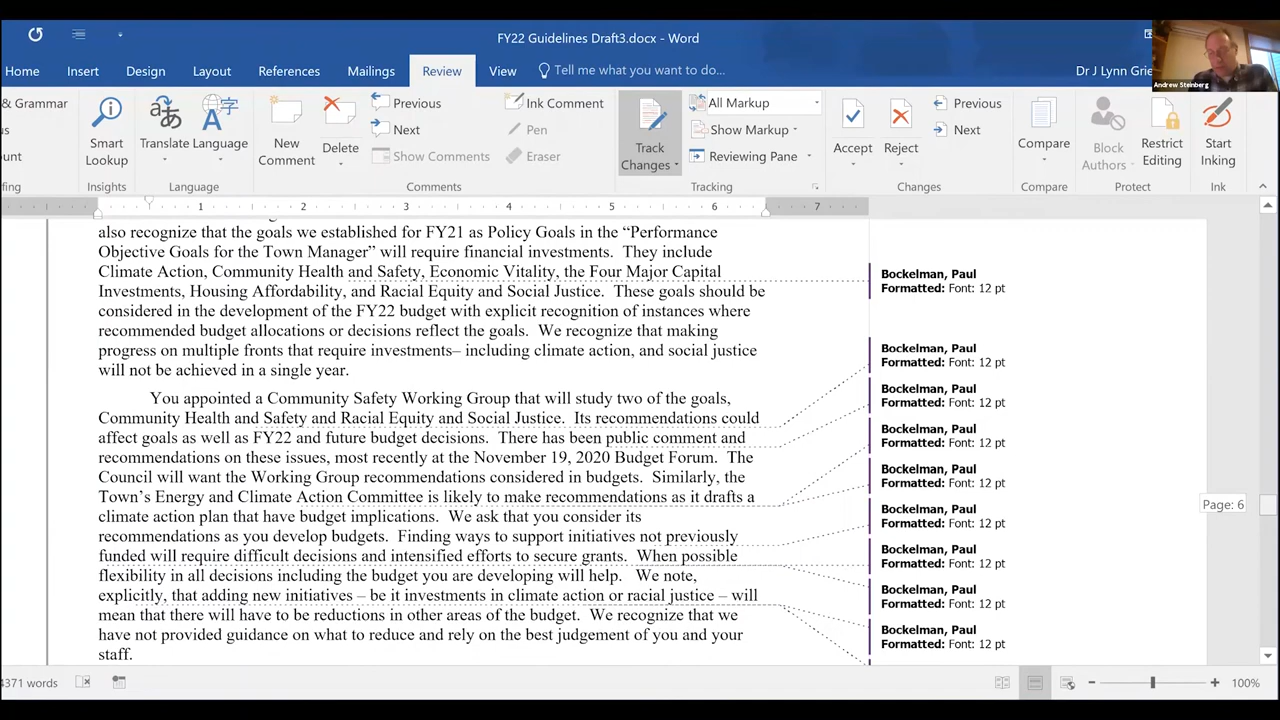 FY22 Guidelines Draft3.docx - Word
Andrew Steinberg
Home Insert Design Layout References Mailings Review View Tell me what you want to do... Dr J Lynn Grie
& Grammar
Smart Lookup
Insights
Translate Language
Language
New Comment
Delete
Previous
Next
Show Comments
Ink Comment
Pen
Eraser
Comments
Track Changes
All Markup
Show Markup
Reviewing Pane
Tracking
Accept
Reject
Previous
Next
Changes
Compare
Compare
Block Authors
Restrict Editing
Protect
Start Inking
Ink
1 2 3 4 5 6 7
also recognize that the goals we established for FY21 as Policy Goals in the “Performance
Objective Goals for the Town Manager” will require financial investments. They include
Climate Action, Community Health and Safety, Economic Vitality, the Four Major Capital
Investments, Housing Affordability, and Racial Equity and Social Justice. These goals should be
considered in the development of the FY22 budget with explicit recognition of instances where
recommended budget allocations or decisions reflect the goals. We recognize that making
progress on multiple fronts that require investments– including climate action, and social justice
will not be achieved in a single year.
You appointed a Community Safety Working Group that will study two of the goals,
Community Health and Safety and Racial Equity and Social Justice. Its recommendations could
affect goals as well as FY22 and future budget decisions. There has been public comment and
recommendations on these issues, most recently at the November 19, 2020 Budget Forum. The
Council will want the Working Group recommendations considered in budgets. Similarly, the
Town’s Energy and Climate Action Committee is likely to make recommendations as it drafts a
climate action plan that have budget implications. We ask that you consider its
recommendations as you develop budgets. Finding ways to support initiatives not previously
funded will require difficult decisions and intensified efforts to secure grants. When possible
flexibility in all decisions including the budget you are developing will help. We note,
explicitly, that adding new initiatives – be it investments in climate action or racial justice – will
mean that there will have to be reductions in other areas of the budget. We recognize that we
have not provided guidance on what to reduce and rely on the best judgement of you and your
staff.
Bockelman, Paul
Formatted: Font: 12 pt
Bockelman, Paul
Formatted: Font: 12 pt
Bockelman, Paul
Formatted: Font: 12 pt
Bockelman, Paul
Formatted: Font: 12 pt
Bockelman, Paul
Formatted: Font: 12 pt
Bockelman, Paul
Formatted: Font: 12 pt
Bockelman, Paul
Formatted: Font: 12 pt
Bockelman, Paul
Formatted: Font: 12 pt
Bockelman, Paul
Formatted: Font: 12 pt
Page: 6
4371 words
100%